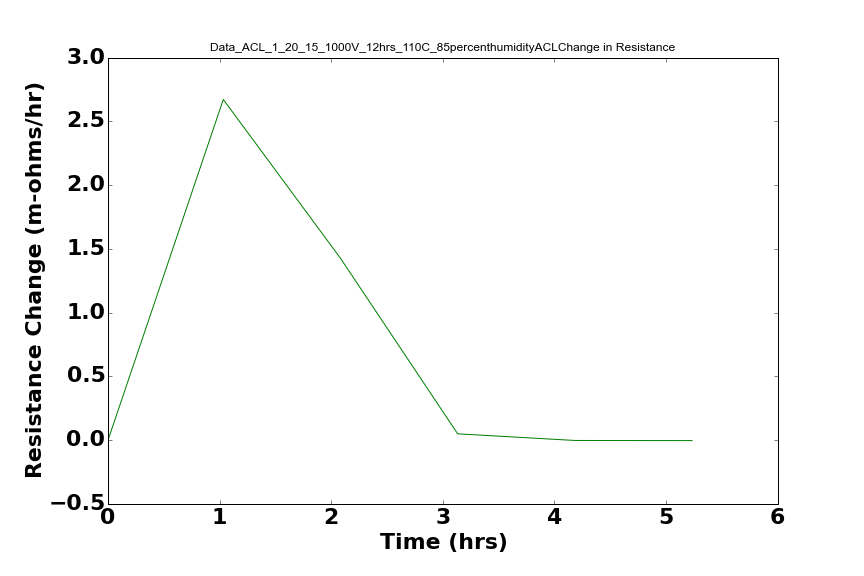 Data_ACL_1_20_15_1000V_12hrs_110C_85percenthumidityACLChange in Resistance
3.0
2.5
2.0
1.5
1.0
0.5
0.0
−0.5
Resistance Change (m-ohms/hr)
0 1 2 3 4 5 6
Time (hrs)